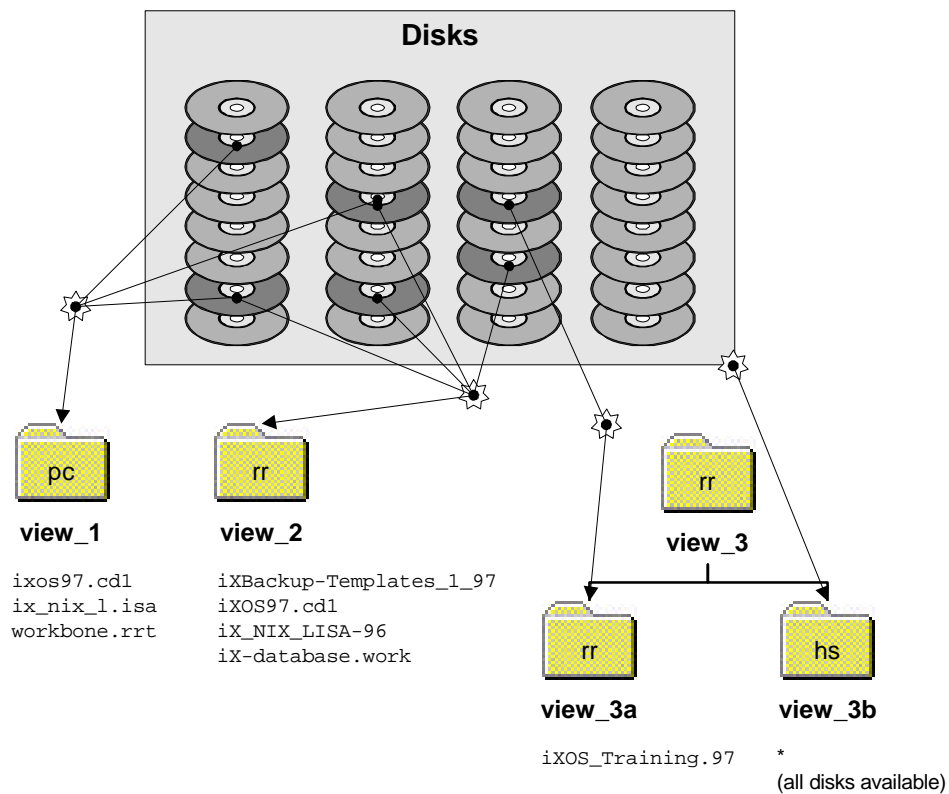 Disks
pc
view_1
ixos97.cd1
ix_nix_l.isa
workbone.rrt
rr
view_2
iXBackup-Templates_1_97
iXOS97.cd1
iX_NIX_LISA-96
iX-database.work
rr
view_3
rr
view_3a
iXOS_Training.97
hs
view_3b
*
(all disks available)